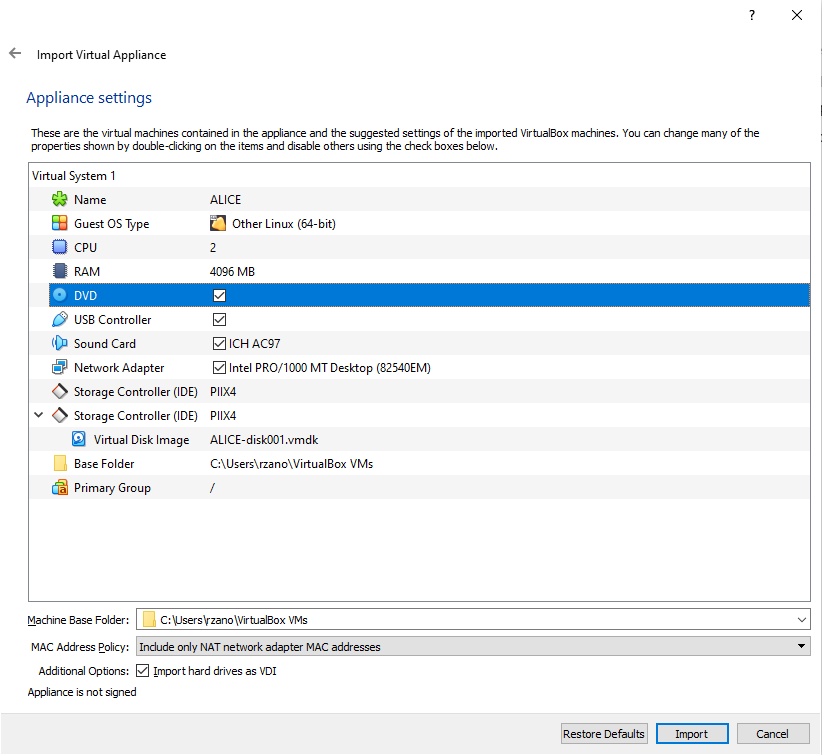 ?
Import Virtual Appliance
Appliance settings
These are the virtual machines contained in the appliance and the suggested settings of the imported VirtualBox machines. You can change many of the
properties shown by double-clicking on the items and disable others using the check boxes below.
Virtual System 1
Name ALICE
Guest OS Type Other Linux (64-bit)
CPU 2
RAM 4096 MB
DVD
USB Controller
Sound Card ICH AC97
Network Adapter Intel PRO/1000 MT Desktop (82540EM)
Storage Controller (IDE) PIIX4
Storage Controller (IDE) PIIX4
Virtual Disk Image ALICE-disk001.vmdk
Base Folder C:\Users\rzano\VirtualBox VMs
Primary Group /
Machine Base Folder: C:\Users\rzano\VirtualBox VMs
MAC Address Policy: Include only NAT network adapter MAC addresses
Additional Options: Import hard drives as VDI
Appliance is not signed
Restore Defaults Import Cancel